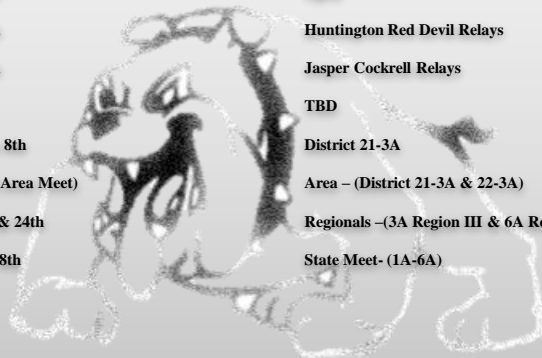 Huntington Red Devil Relays
Jasper Cockrell Relays
TBD
8th District 21-3A
Area Meet) Area – (District 21-3A & 22-3A)
& 24th Regionals –(3A Region III & 6A Re
8th State Meet- (1A-6A)